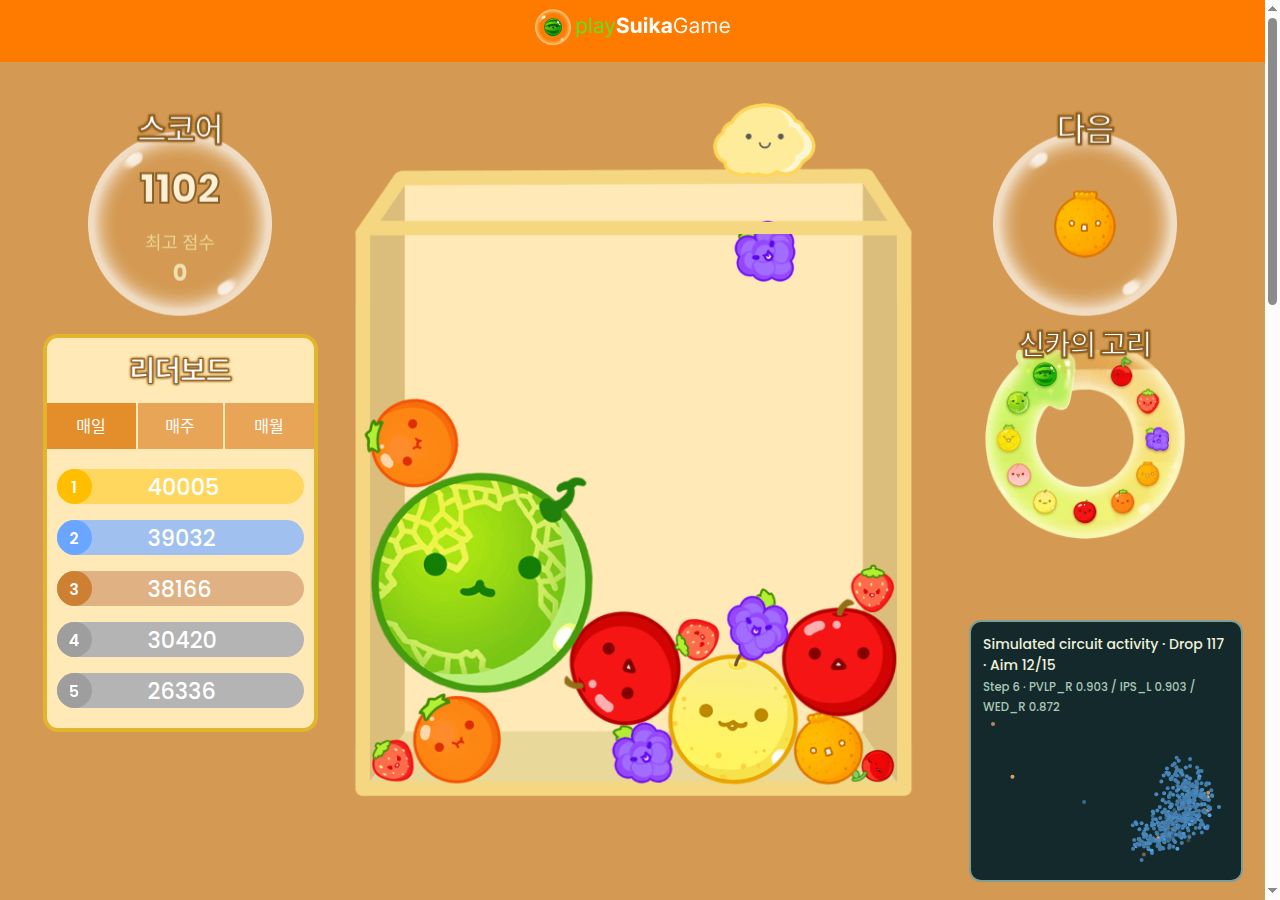 playSuikaGame
스코어
1102
최고 점수
0
다음
신카의 고리
리더보드
매일 매주 매월
1 40005
2 39032
3 38166
4 30420
5 26336
Simulated circuit activity · Drop 117
· Aim 12/15
Step 6 · PVLP_R 0.903 / IPS_L 0.903 /
WED_R 0.872